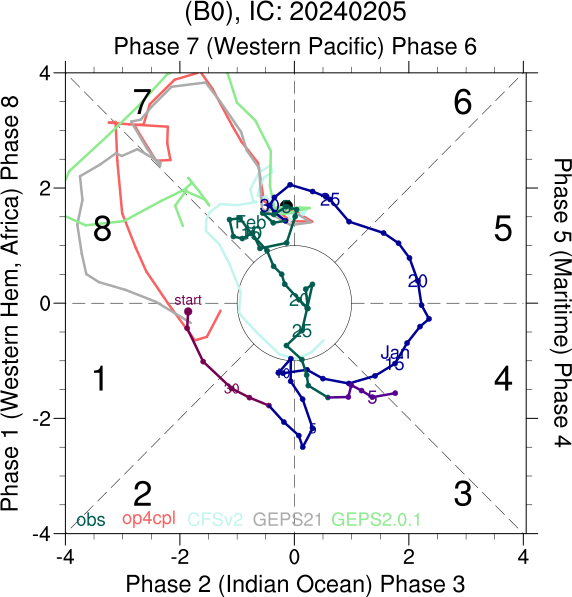 (B0), IC: 20240205
Phase 7 (Western Pacific) Phase 6
Phase 1 (Western Hem, Africa) Phase 8
Phase 5 (Maritime) Phase 4
4
2
0
-2
-4
7
6
8
5
1
4
2
3
30
25
Feb
20
start
20
25
Jan
15
10
30
5
5
obs op4cpl CFSv2 GEPS21 GEPS2.0.1
-4 -2 0 2 4
Phase 2 (Indian Ocean) Phase 3